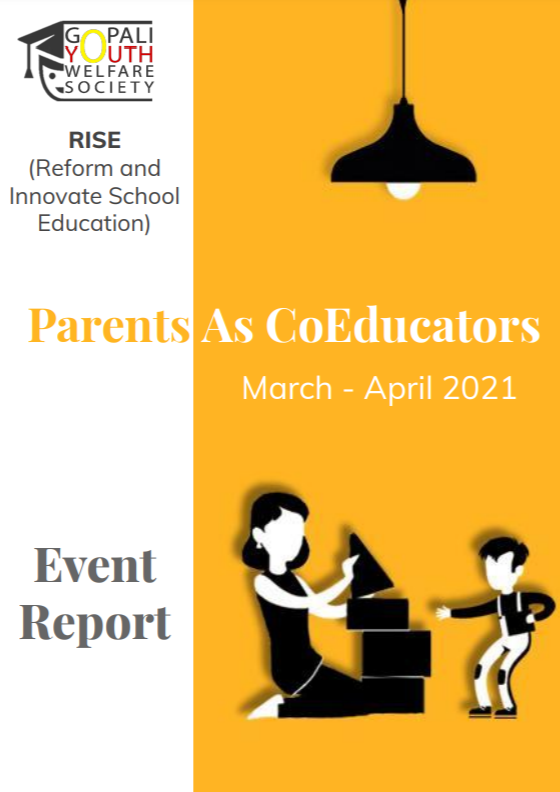 GOPALI
YOUTH
WELFARE
SOCIETY
RISE
(Reform and
Innovate School
Education)
Parents As CoEducators
March - April 2021
Event
Report